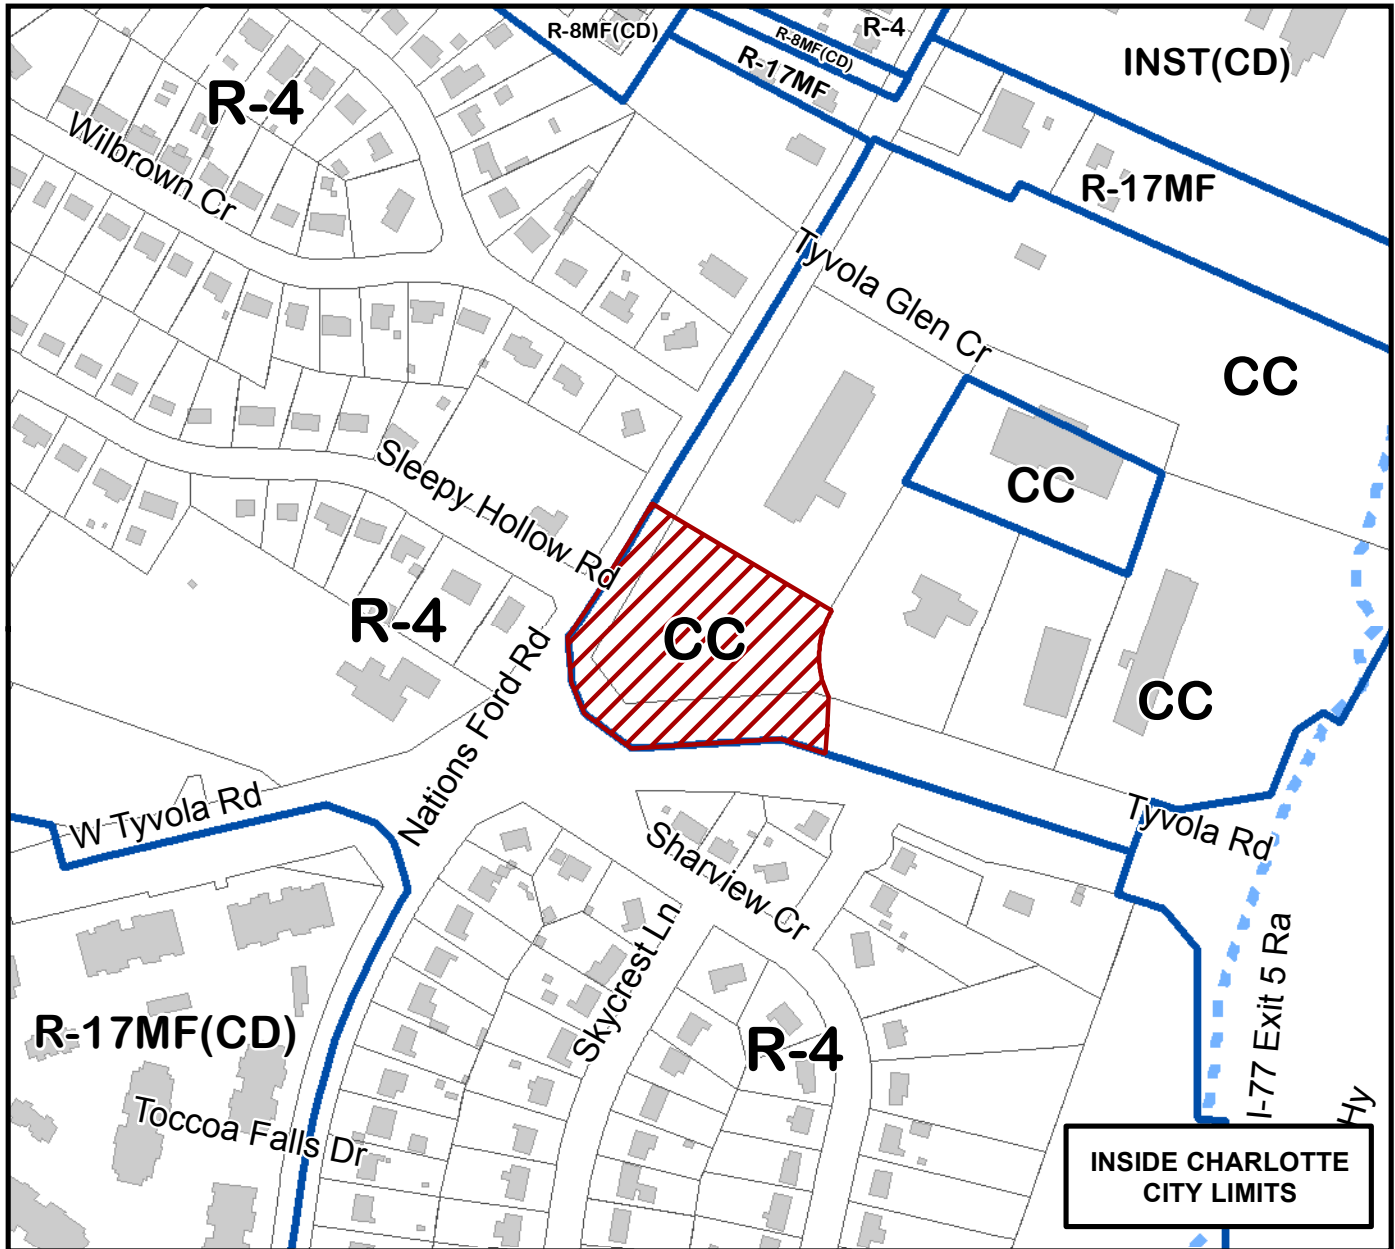 R-8MF(CD)
R-4
R-8MF(CD)
R-17MF
INST(CD)
R-4
Wilbrown Cr
R-17MF
Tyvola Glen Cr
CC
CC
Sleepy Hollow Rd
R-4
CC
CC
Nations Ford Rd
W Tyvola Rd
Tyvola Rd
Sharview Cr
Skycrest Ln
R-17MF(CD)
R-4
I-77 Exit 5 Ra
Hy
Toccoa Falls Dr
INSIDE CHARLOTTE
CITY LIMITS